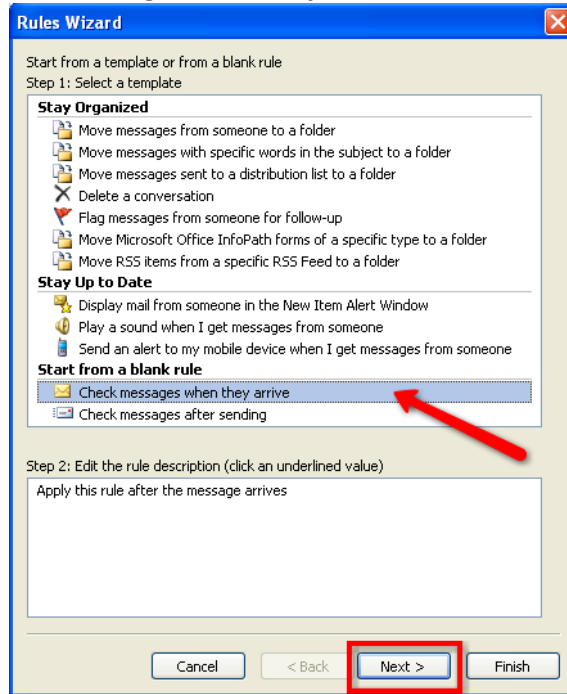 Rules Wizard
Start from a template or from a blank rule
Step 1: Select a template
Stay Organized
Move messages from someone to a folder
Move messages with specific words in the subject to a folder
Move messages sent to a distribution list to a folder
Delete a conversation
Flag messages from someone for follow-up
Move Microsoft Office InfoPath forms of a specific type to a folder
Move RSS items from a specific RSS Feed to a folder
Stay Up to Date
Display mail from someone in the New Item Alert Window
Play a sound when I get messages from someone
Send an alert to my mobile device when I get messages from someone
Start from a blank rule
Check messages when they arrive
Check messages after sending
Step 2: Edit the rule description (click an underlined value)
Apply this rule after the message arrives
Cancel < Back Next > Finish